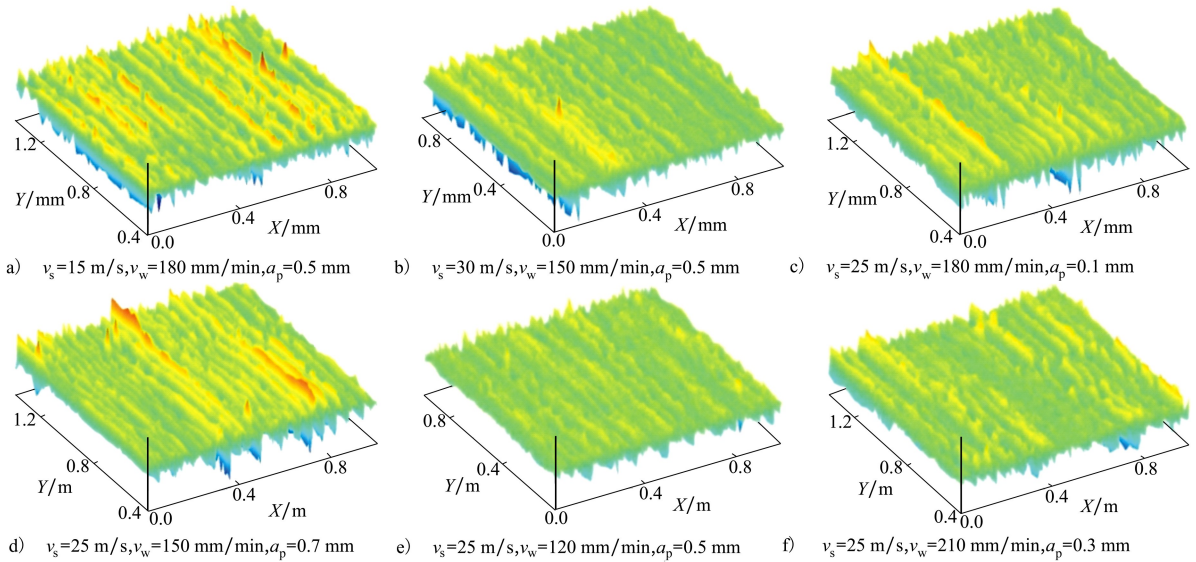 1.2
0.8
0.4
Y/mm
0.0
0.4
0.8
X/mm
a) vs=15 m/s,vw=180 mm/min,ap=0.5 mm
0.8
0.4
Y/mm
0.0
0.4
0.8
X/mm
b) vs=30 m/s,vw=150 mm/min,ap=0.5 mm
1.2
0.8
0.4
Y/mm
0.0
0.4
0.8
X/mm
c) vs=25 m/s,vw=180 mm/min,ap=0.1 mm
1.2
0.8
0.4
Y/m
0.0
0.4
0.8
X/m
d) vs=25 m/s,vw=150 mm/min,ap=0.7 mm
0.8
0.4
Y/m
0.0
0.4
0.8
X/m
e) vs=25 m/s,vw=120 mm/min,ap=0.5 mm
1.2
0.8
0.4
Y/m
0.0
0.4
0.8
X/m
f) vs=25 m/s,vw=210 mm/min,ap=0.3 mm